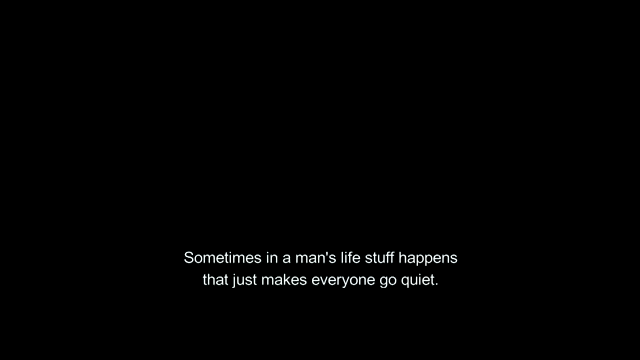 Sometimes in a man's life stuff happens
that just makes everyone go quiet.